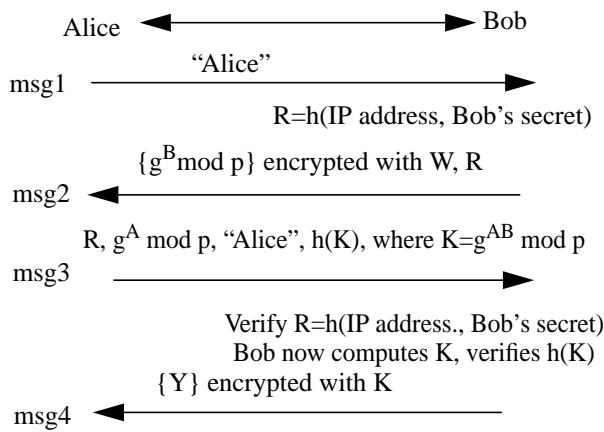 Alice Bob
msg1 “Alice”
R=h(IP address, Bob's secret)
{g^B mod p} encrypted with W, R
msg2
R, g^A mod p, “Alice”, h(K), where K=g^AB mod p
msg3
Verify R=h(IP address., Bob's secret)
Bob now computes K, verifies h(K)
{Y} encrypted with K
msg4